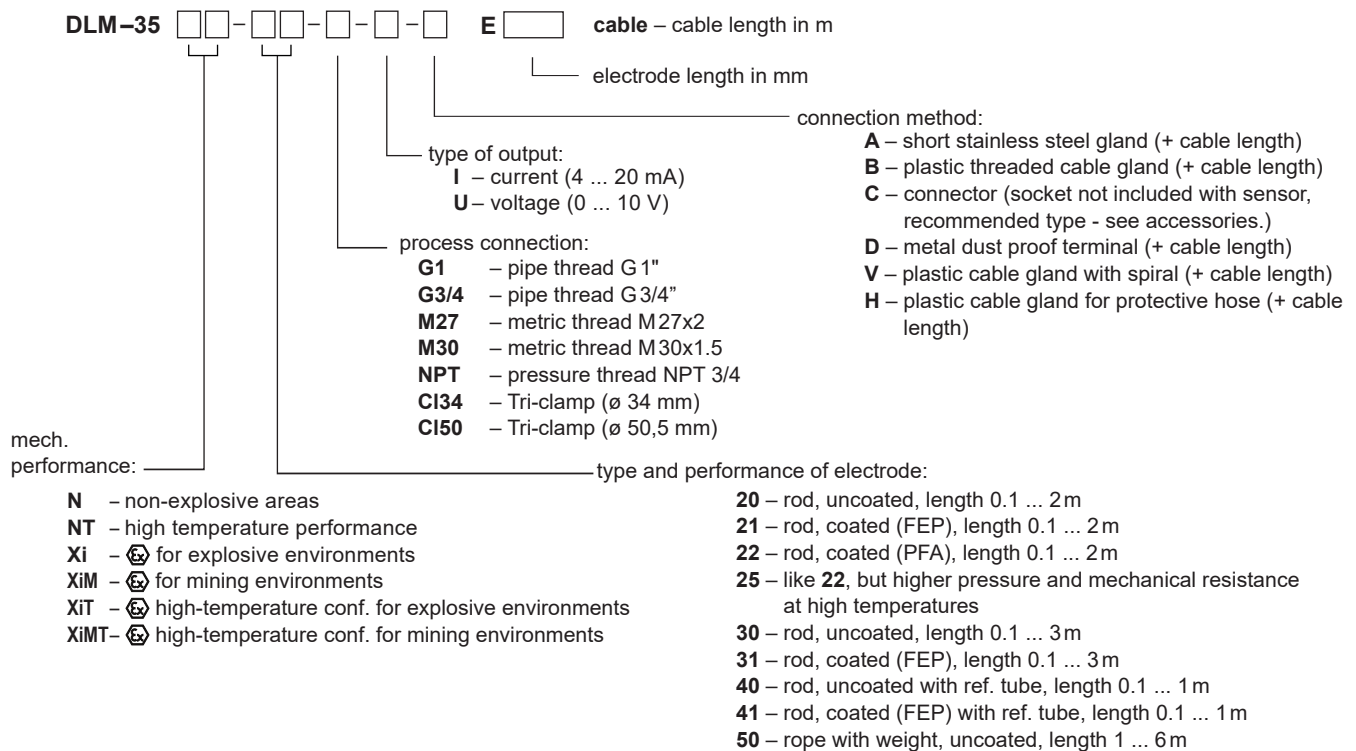 DLM–35 – – – – E cable – cable length in m
electrode length in mm
connection method:
A – short stainless steel gland (+ cable length)
B – plastic threaded cable gland (+ cable length)
C – connector (socket not included with sensor,
recommended type - see accessories.)
D – metal dust proof terminal (+ cable length)
V – plastic cable gland with spiral (+ cable length)
H – plastic cable gland for protective hose (+ cable
length)
type of output:
I – current (4 ... 20 mA)
U – voltage (0 ... 10 V)
process connection:
G1 – pipe thread G 1"
G3/4 – pipe thread G 3/4”
M27 – metric thread M 27x2
M30 – metric thread M 30x1.5
NPT – pressure thread NPT 3/4
Cl34 – Tri-clamp (ø 34 mm)
Cl50 – Tri-clamp (ø 50,5 mm)
mech.
performance:
N – non-explosive areas
NT – high temperature performance
Xi – Ex for explosive environments
XiM – Ex for mining environments
XiT – Ex high-temperature conf. for explosive environments
XiMT – Ex high-temperature conf. for mining environments
type and performance of electrode:
20 – rod, uncoated, length 0.1 ... 2 m
21 – rod, coated (FEP), length 0.1 ... 2 m
22 – rod, coated (PFA), length 0.1 ... 2 m
25 – like 22, but higher pressure and mechanical resistance
at high temperatures
30 – rod, uncoated, length 0.1 ... 3 m
31 – rod, coated (FEP), length 0.1 ... 3 m
40 – rod, uncoated with ref. tube, length 0.1 ... 1 m
41 – rod, coated (FEP) with ref. tube, length 0.1 ... 1 m
50 – rope with weight, uncoated, length 1 ... 6 m